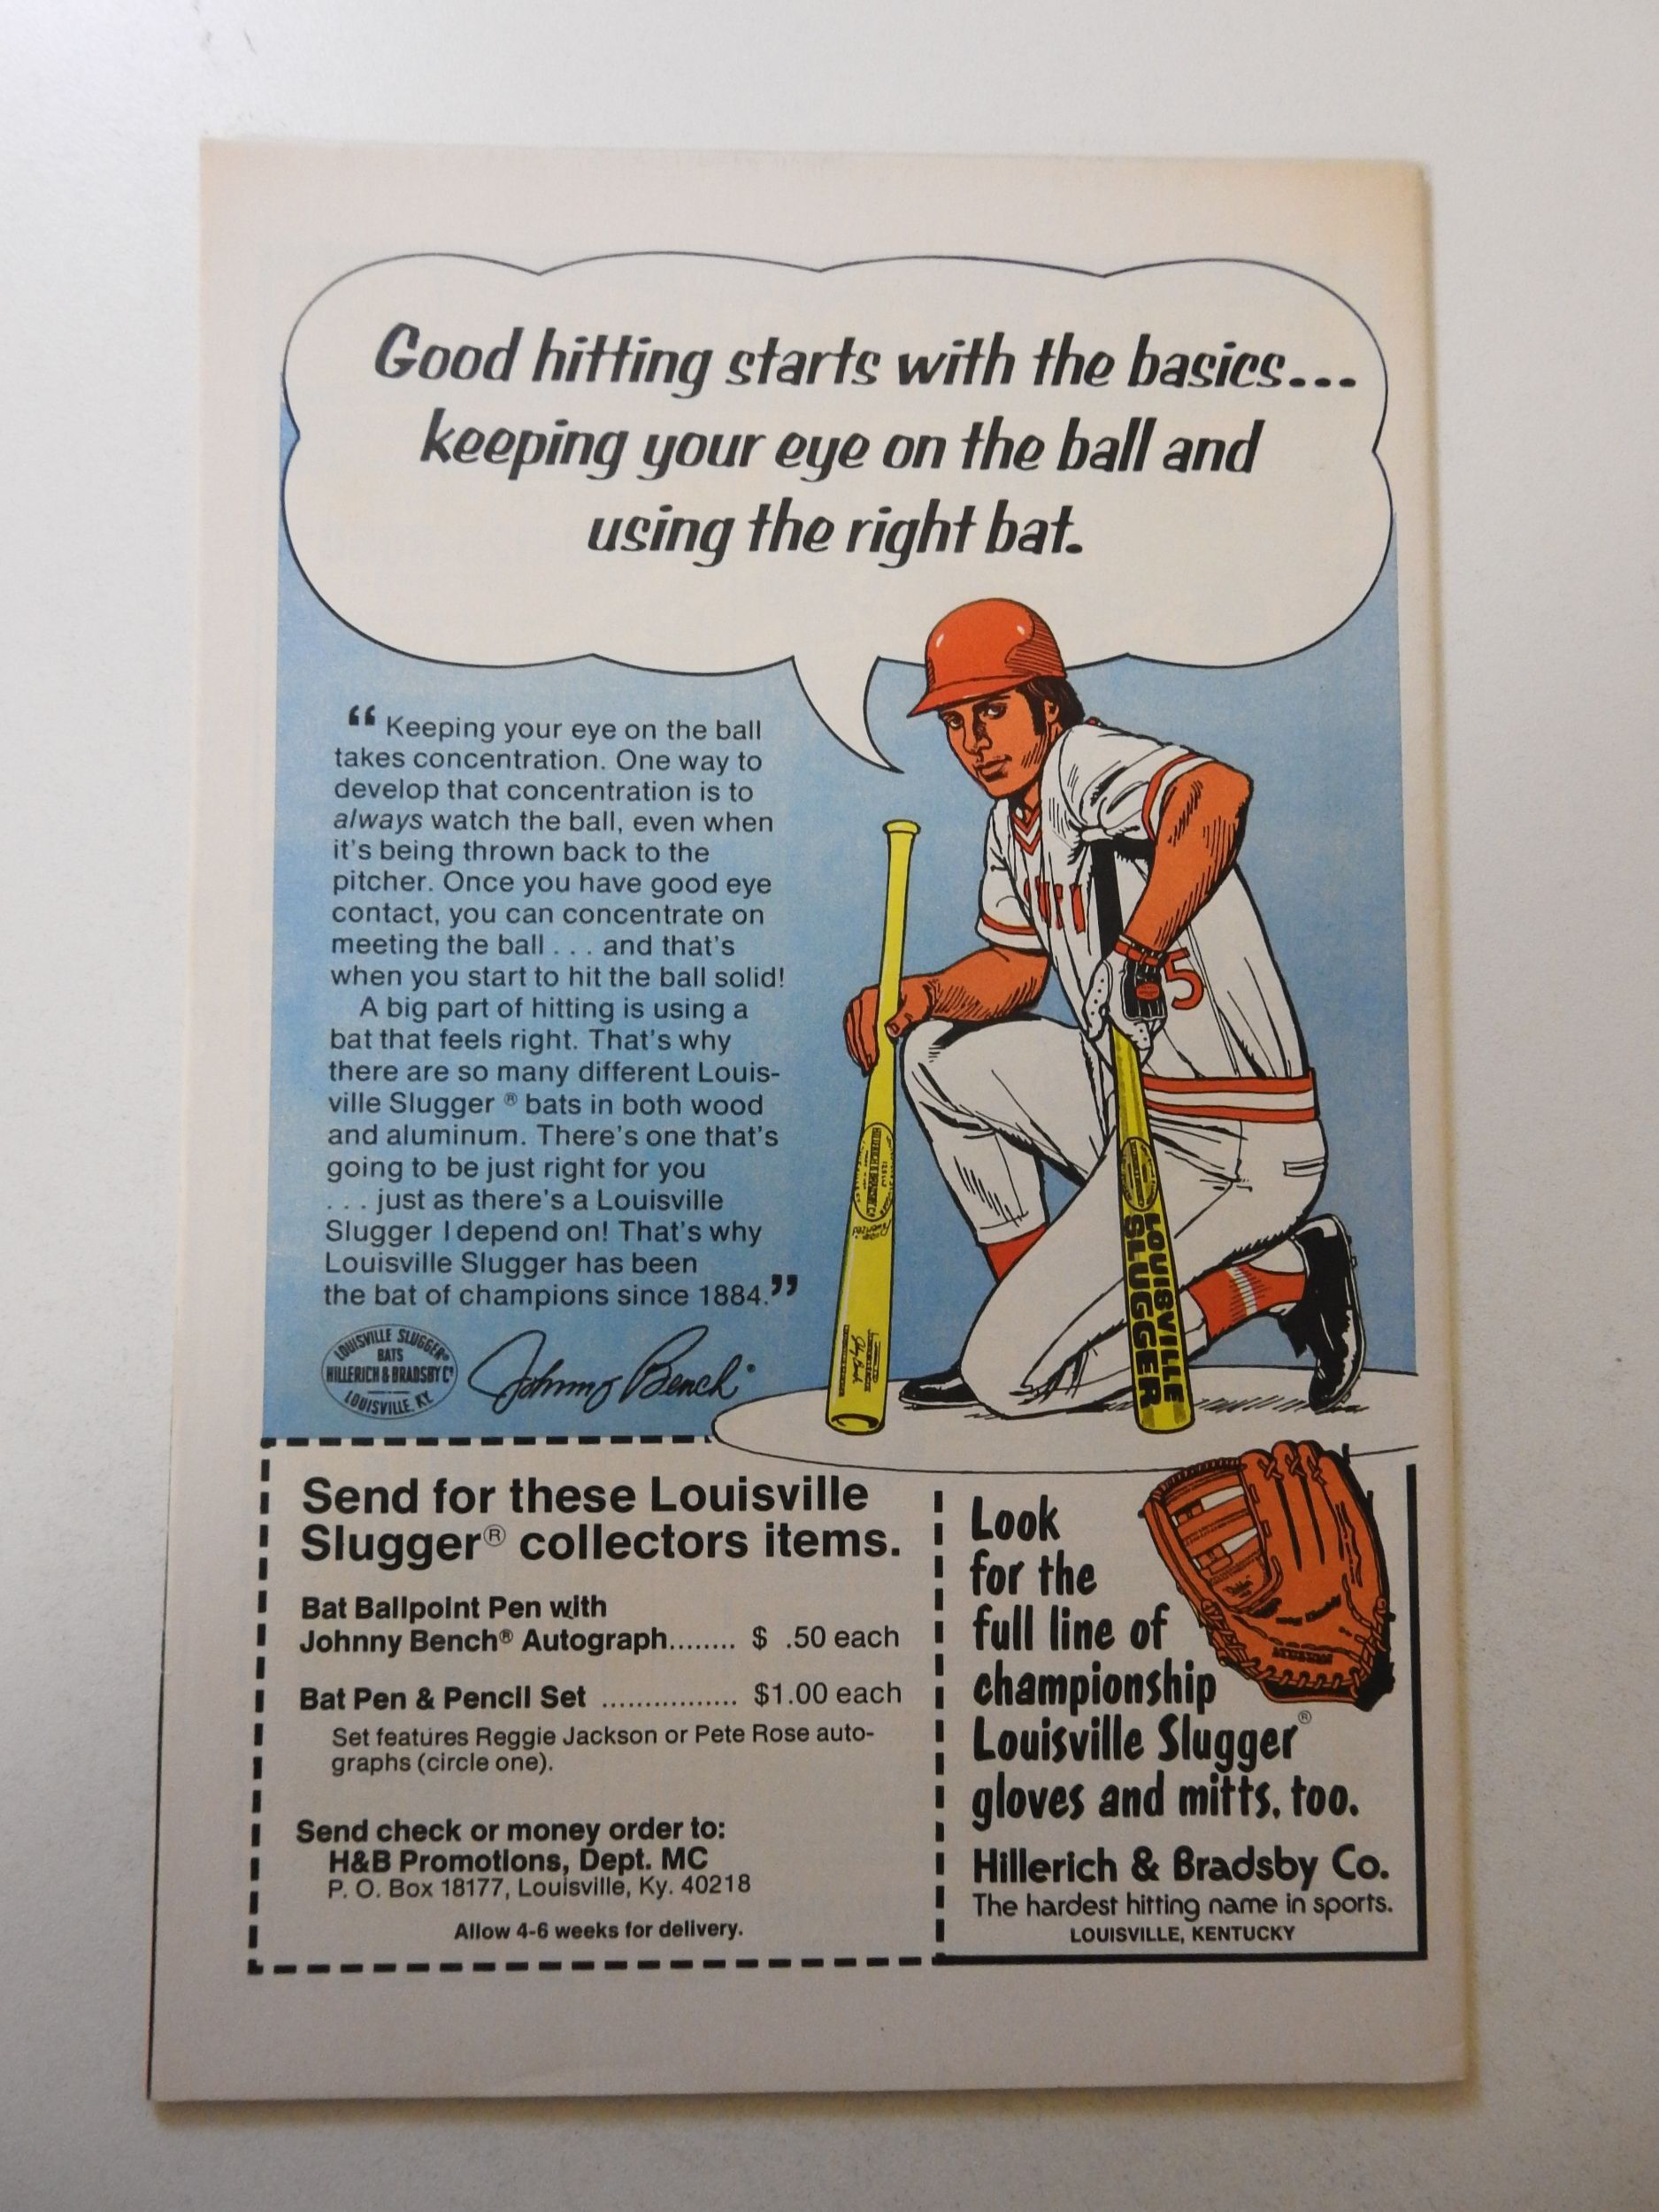 Good hitting starts with the basics...
keeping your eye on the ball and
using the right bat.
“ Keeping your eye on the ball
takes concentration. One way to
develop that concentration is to
always watch the ball, even when
it's being thrown back to the
pitcher. Once you have good eye
contact, you can concentrate on
meeting the ball . . . and that's
when you start to hit the ball solid!
A big part of hitting is using a
bat that feels right. That's why
there are so many different Louis-
ville Slugger ® bats in both wood
and aluminum. There's one that's
going to be just right for you
. . . just as there's a Louisville
Slugger I depend on! That's why
Louisville Slugger has been
the bat of champions since 1884.”
LOUISVILLE SLUGGER®
BATS
HILLERICH & BRADSBY Co
LOUISVILLE, KY.
Johnny Bench
5
LOUISVILLE
SLUGGER
Send for these Louisville
Slugger® collectors items.
Bat Ballpoint Pen with
Johnny Bench® Autograph........ $ .50 each
Bat Pen & Pencil Set ................ $1.00 each
Set features Reggie Jackson or Pete Rose auto-
graphs (circle one).
Send check or money order to:
H&B Promotions, Dept. MC
P. O. Box 18177, Louisville, Ky. 40218
Allow 4-6 weeks for delivery.
Look
for the
full line of
championship
Louisville Slugger®
gloves and mitts, too.
Hillerich & Bradsby Co.
The hardest hitting name in sports.
LOUISVILLE, KENTUCKY